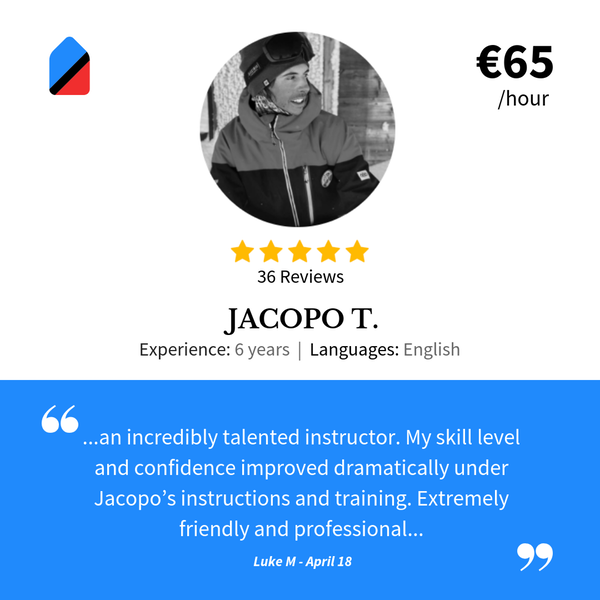 €65
/hour
36 Reviews
JACOPO T.
Experience: 6 years | Languages: English
“ ...an incredibly talented instructor. My skill level
and confidence improved dramatically under
Jacopo’s instructions and training. Extremely
friendly and professional...
Luke M - April 18 ”